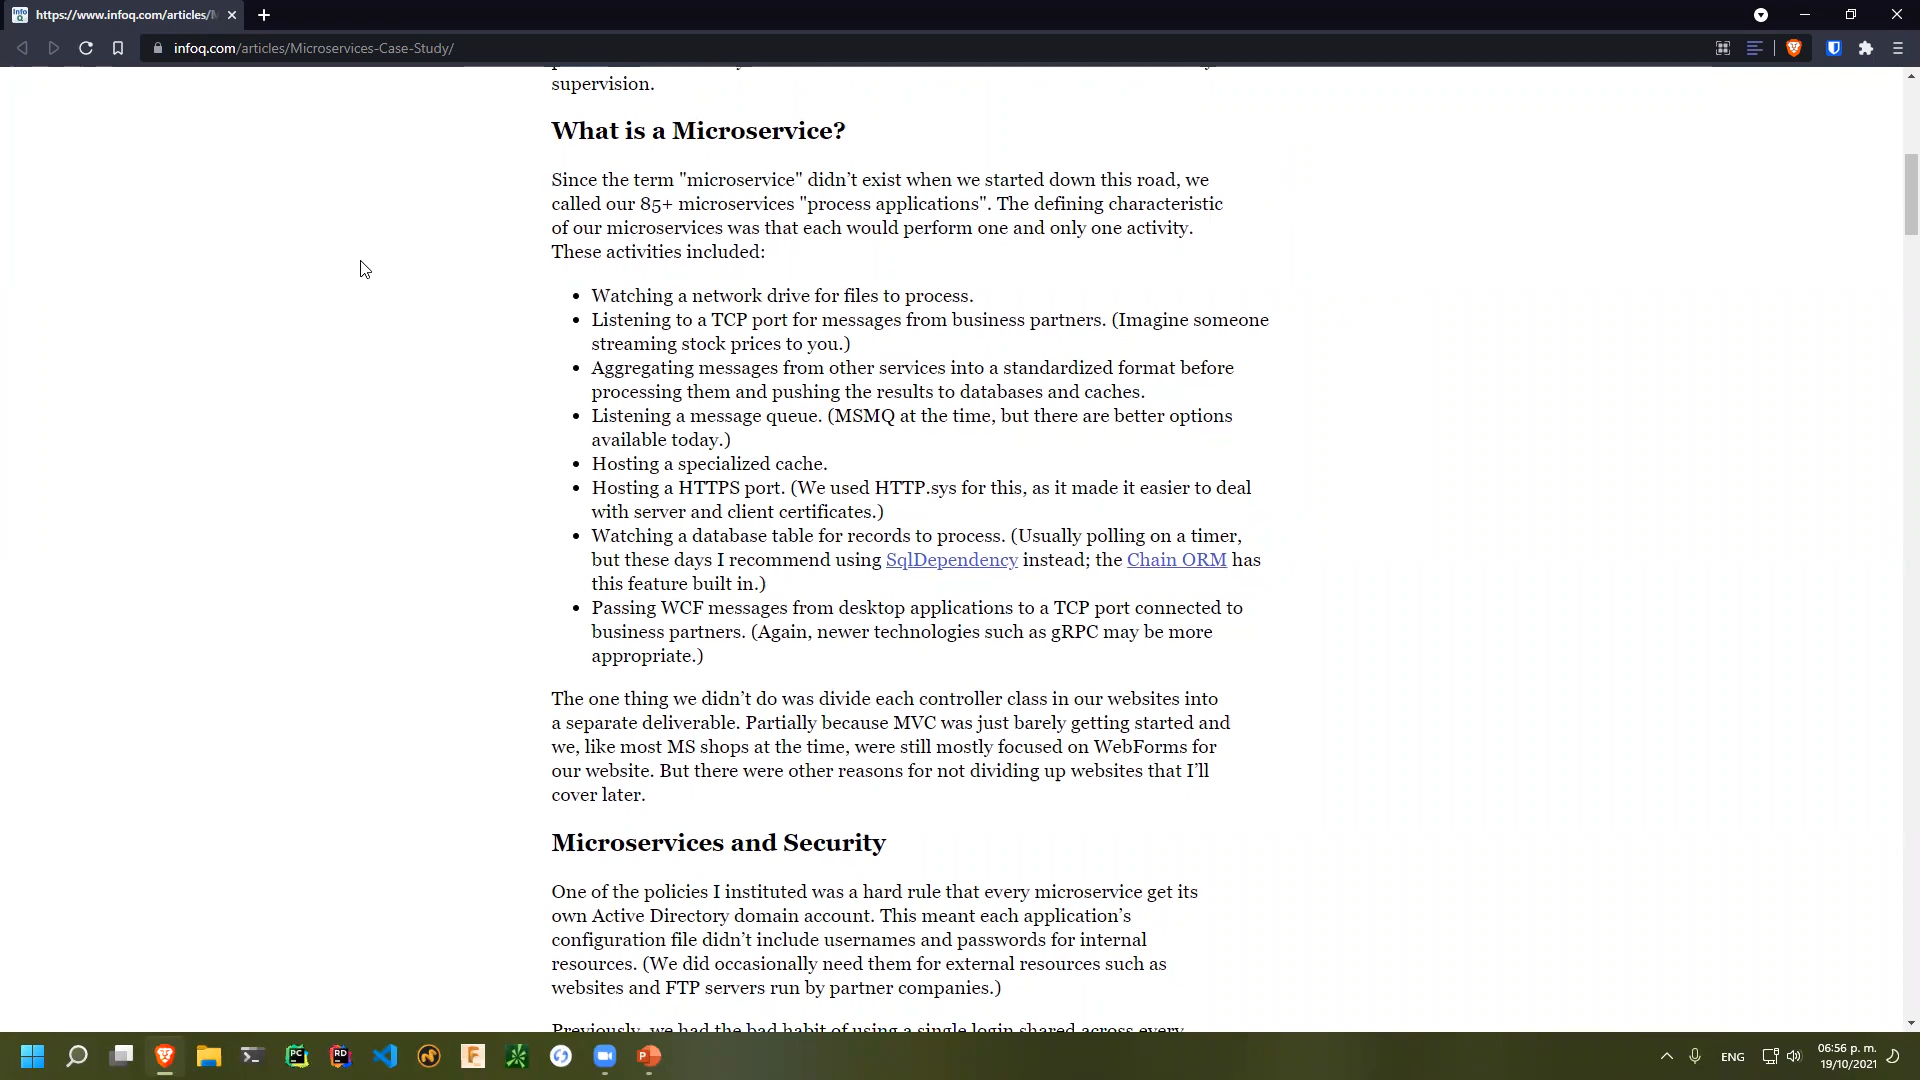 https://www.infoq.com/articles/M
infoq.com/articles/Microservices-Case-Study/
supervision.
What is a Microservice?
Since the term "microservice" didn’t exist when we started down this road, we
called our 85+ microservices "process applications". The defining characteristic
of our microservices was that each would perform one and only one activity.
These activities included:
• Watching a network drive for files to process.
• Listening to a TCP port for messages from business partners. (Imagine someone
streaming stock prices to you.)
• Aggregating messages from other services into a standardized format before
processing them and pushing the results to databases and caches.
• Listening a message queue. (MSMQ at the time, but there are better options
available today.)
• Hosting a specialized cache.
• Hosting a HTTPS port. (We used HTTP.sys for this, as it made it easier to deal
with server and client certificates.)
• Watching a database table for records to process. (Usually polling on a timer,
but these days I recommend using SqlDependency instead; the Chain ORM has
this feature built in.)
• Passing WCF messages from desktop applications to a TCP port connected to
business partners. (Again, newer technologies such as gRPC may be more
appropriate.)
The one thing we didn’t do was divide each controller class in our websites into
a separate deliverable. Partially because MVC was just barely getting started and
we, like most MS shops at the time, were still mostly focused on WebForms for
our website. But there were other reasons for not dividing up websites that I’ll
cover later.
Microservices and Security
One of the policies I instituted was a hard rule that every microservice get its
own Active Directory domain account. This meant each application’s
configuration file didn’t include usernames and passwords for internal
resources. (We did occasionally need them for external resources such as
websites and FTP servers run by partner companies.)
Previously, we had the bad habit of using a single login shared across every
ENG
06:56 p. m.
19/10/2021